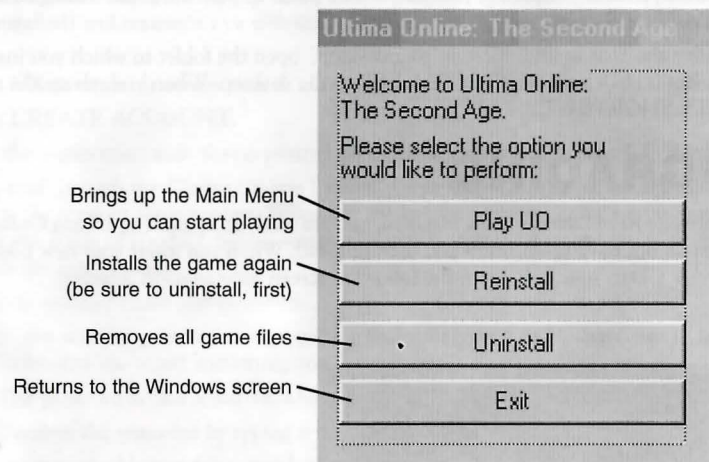 Ultima Online: The Second Age
Welcome to Ultima Online:
The Second Age.
Please select the option you
would like to perform:
Brings up the Main Menu
so you can start playing
Play UO
Installs the game again
(be sure to uninstall, first)
Reinstall
Removes all game files
Uninstall
Returns to the Windows screen
Exit